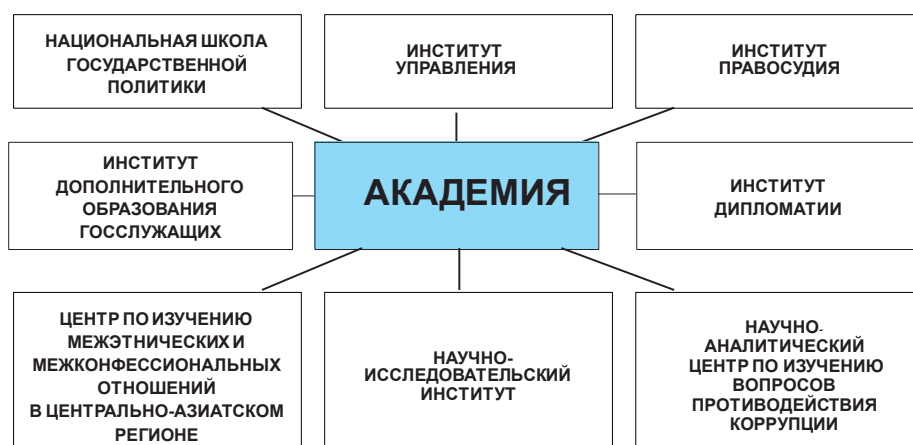 НАЦИОНАЛЬНАЯ ШКОЛА
ГОСУДАРСТВЕННОЙ
ПОЛИТИКИ
ИНСТИТУТ
УПРАВЛЕНИЯ
ИНСТИТУТ
ПРАВОСУДИЯ
ИНСТИТУТ
ДОПОЛНИТЕЛЬНОГО
ОБРАЗОВАНИЯ
ГОССЛУЖАЩИХ
АКАДЕМИЯ
ИНСТИТУТ
ДИПЛОМАТИИ
ЦЕНТР ПО ИЗУЧЕНИЮ
МЕЖЭТНИЧЕСКИХ И
МЕЖКОНФЕССИОНАЛЬНЫХ
ОТНОШЕНИЙ
В ЦЕНТРАЛЬНО-АЗИАТСКОМ
РЕГИОНЕ
НАУЧНО-
ИССЛЕДОВАТЕЛЬСКИЙ
ИНСТИТУТ
НАУЧНО-
АНАЛИТИЧЕСКИЙ
ЦЕНТР ПО ИЗУЧЕНИЮ
ВОПРОСОВ
ПРОТИВОДЕЙСТВИЯ
КОРРУПЦИИ